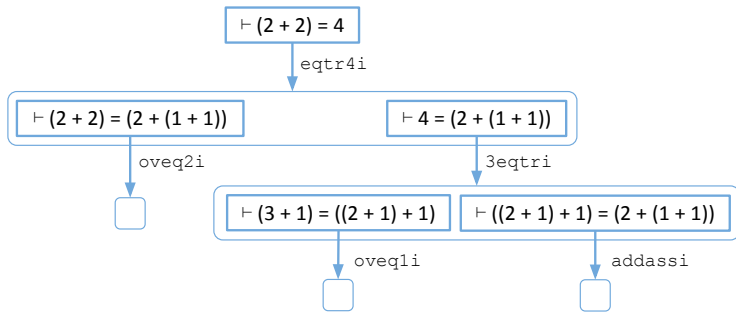 ⊢ (2 + 2) = 4
eqtr4i
⊢ (2 + 2) = (2 + (1 + 1))
⊢ 4 = (2 + (1 + 1))
oveq2i
3eqtri
⊢ (3 + 1) = ((2 + 1) + 1)
⊢ ((2 + 1) + 1) = (2 + (1 + 1))
oveq1i
addassi